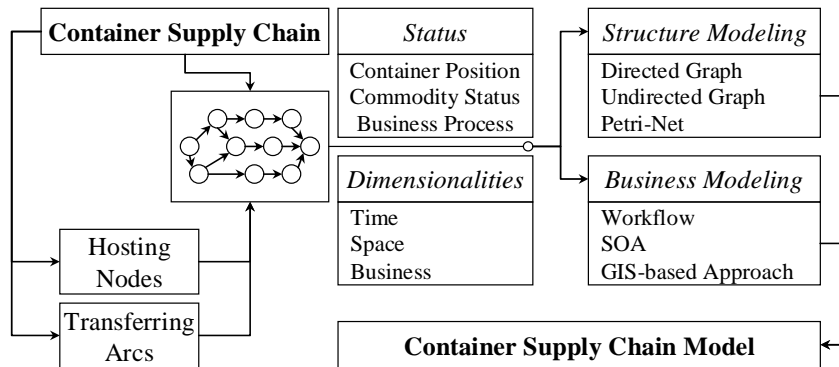 Container Supply Chain
Hosting
Nodes
Transferring
Arcs
Status
Container Position
Commodity Status
Business Process
Dimensionalities
Time
Space
Business
Structure Modeling
Directed Graph
Undirected Graph
Petri-Net
Business Modeling
Workflow
SOA
GIS-based Approach
Container Supply Chain Model